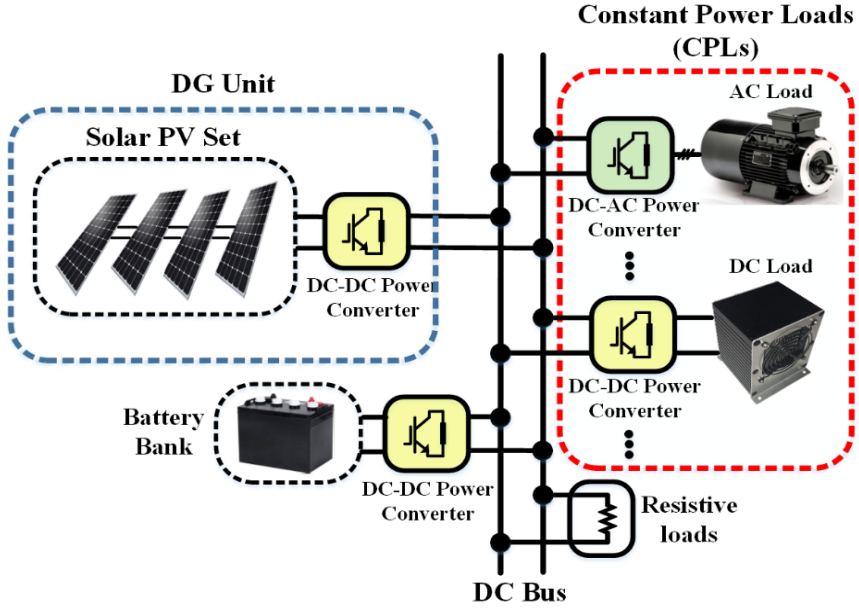 Constant Power Loads
(CPLs)
DG Unit
Solar PV Set
AC Load
DC-AC Power
Converter
DC-DC Power
Converter
DC Load
DC-DC Power
Converter
Battery
Bank
DC-DC Power
Converter
Resistive
loads
DC Bus